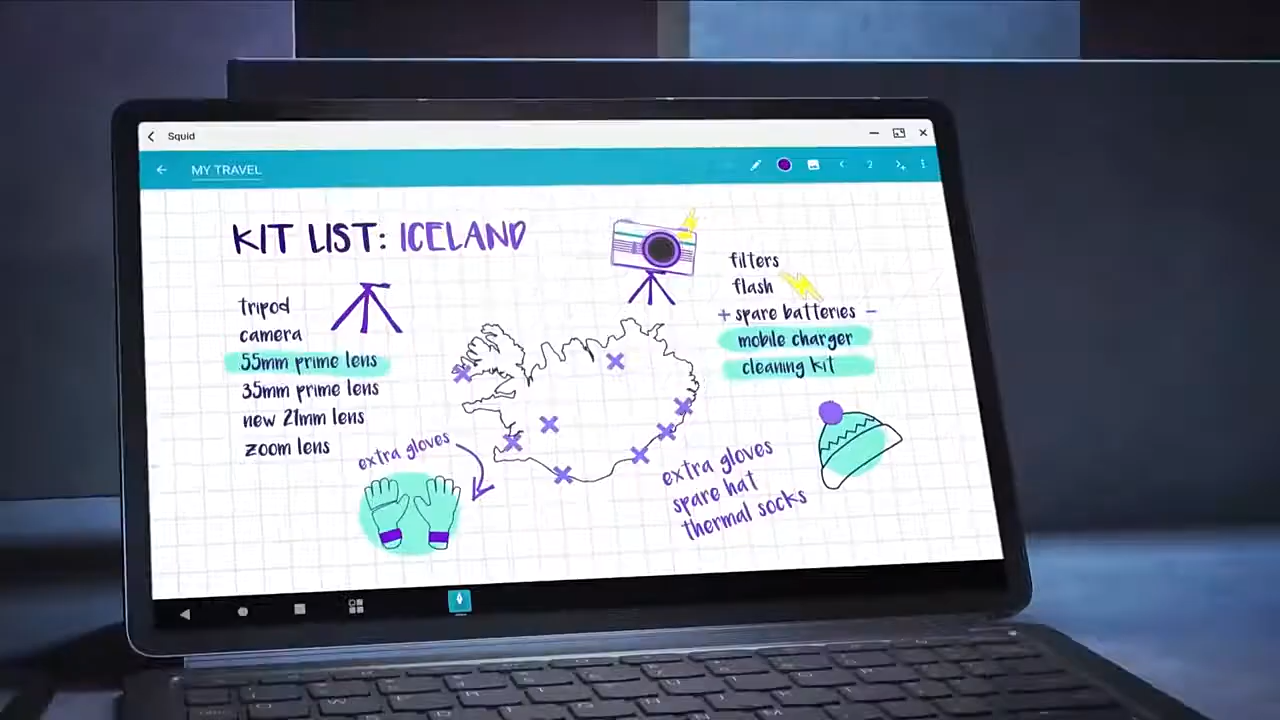 Squid
MY TRAVEL
2
KIT LIST: ICELAND
tripod
camera
55mm prime lens
35mm prime lens
new 21mm lens
zoom lens
extra gloves
filters
flash
+ spare batteries -
mobile charger
cleaning kit
extra gloves
spare hat
thermal socks